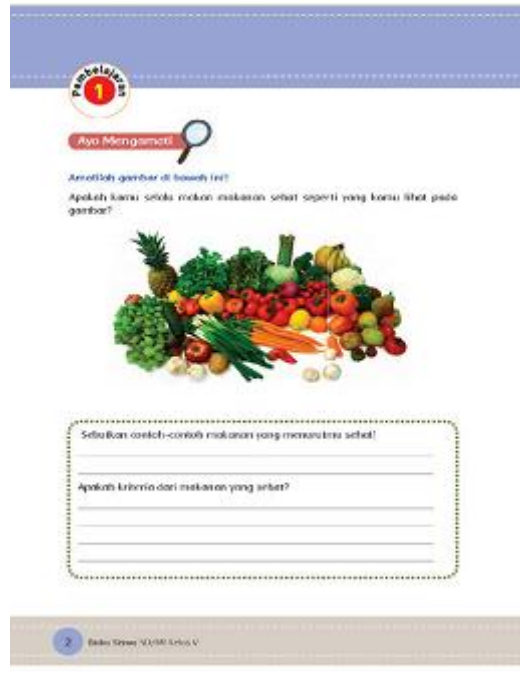 Pembelajaran
1
Ayo Mengamati
Amatilah gambar di bawah ini!
Apakah kamu selalu makan makanan sehat seperti yang kamu lihat pada
gambar?
Sebutkan contoh-contoh makanan yang menurutmu sehat!
Apakah kriteria dari makanan yang sehat?
2
Buku Siswa SD/MI Kelas V